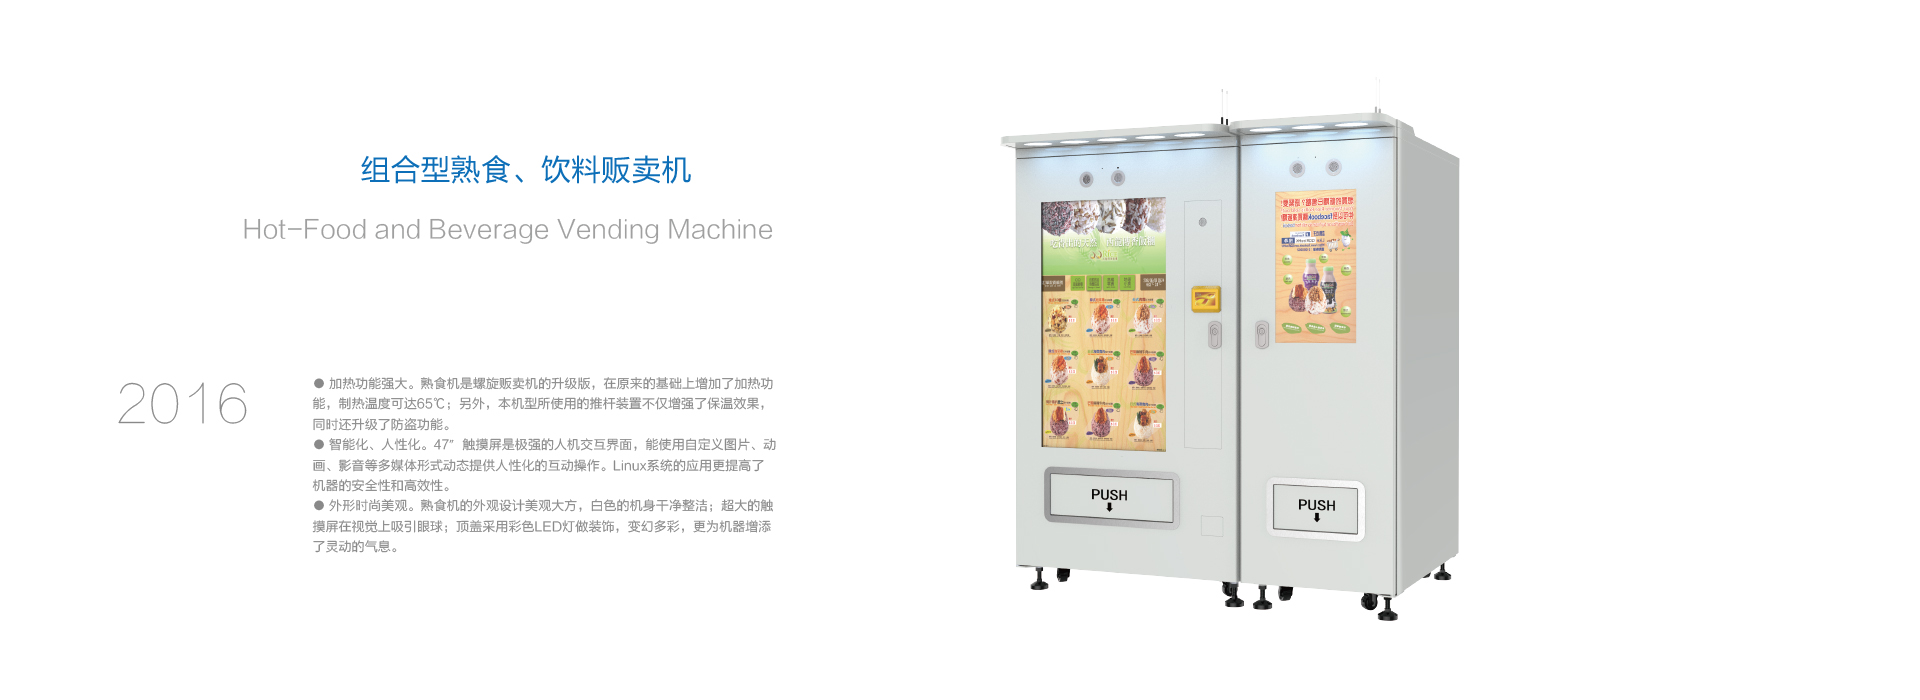 组合型熟食、饮料贩卖机
Hot-Food and Beverage Vending Machine
2016
● 加热功能强大。熟食机是螺旋贩卖机的升级版，在原来的基础上增加了加热功
能，制热温度可达65℃；另外，本机型所使用的推杆装置不仅增强了保温效果，
同时还升级了防盗功能。
● 智能化、人性化。47″ 触摸屏是极强的人机交互界面，能使用自定义图片、动
画、影音等多媒体形式动态提供人性化的互动操作。Linux系统的应用更提高了
机器的安全性和高效性。
● 外形时尚美观。熟食机的外观设计美观大方，白色的机身干净整洁；超大的触
摸屏在视觉上吸引眼球；顶盖采用彩色LED灯做装饰，变幻多彩，更为机器增添
了灵动的气息。
PUSH
PUSH